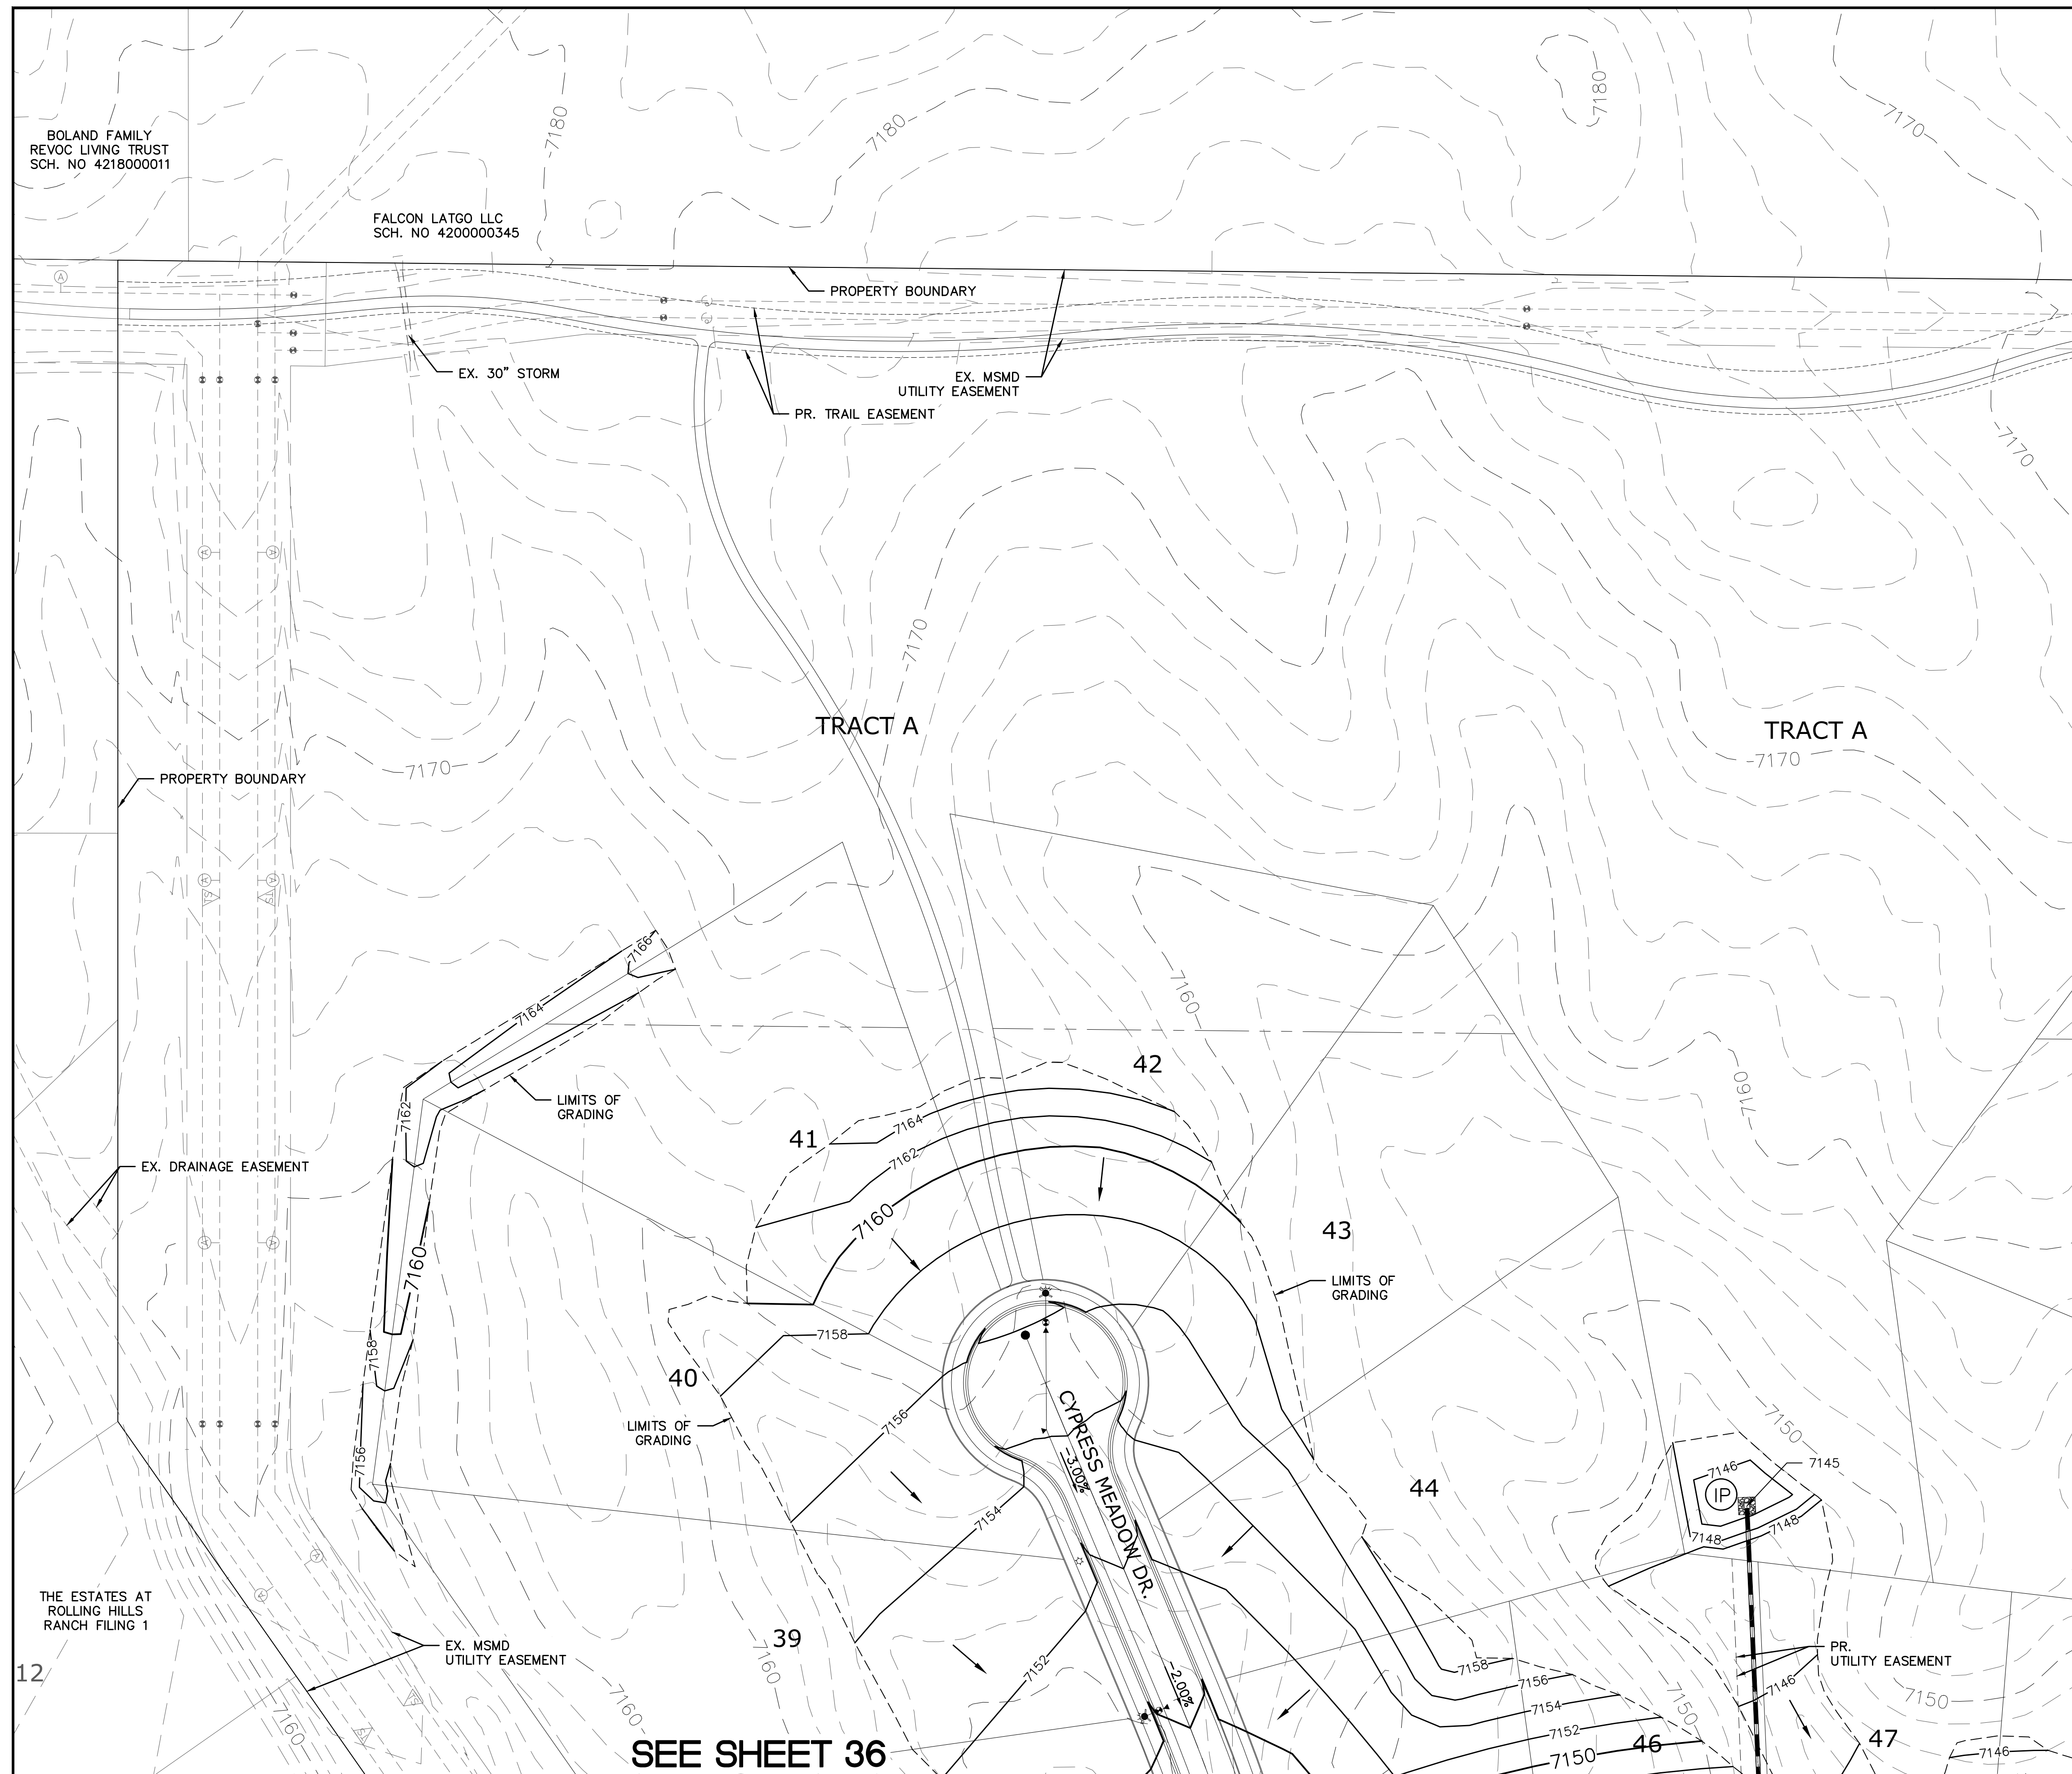 7180
7180
7180
7170
BOLAND FAMILY
REVOC LIVING TRUST
SCH. NO 4218000011
FALCON LATGO LLC
SCH. NO 4200000345
A
PROPERTY BOUNDARY
EX. 30" STORM
EX. MSMD
UTILITY EASEMENT
PR. TRAIL EASEMENT
7170
A
A
7170
TRACT A
TRACT A
7170
7170
PROPERTY BOUNDARY
A
A
ST
ST
7166
7164
7160
7162
LIMITS OF
GRADING
42
7160
41
7164
7162
EX. DRAINAGE EASEMENT
7160
43
A
A
7160
LIMITS OF
GRADING
7158
7158
40
LIMITS OF
GRADING
7156
7156
CYPRESS MEADOW DR.
-3.00%
7150
44
7146
7145
IP
7148
7148
7154
A
A
THE ESTATES AT
ROLLING HILLS
RANCH FILING 1
39
EX. MSMD
UTILITY EASEMENT
12
7160
7160
7160
7152
-2.00%
7158
7156
7154
7152
7150
46
7150
PR.
UTILITY EASEMENT
7146
7150
47
7146
ST
ST
SEE SHEET 36